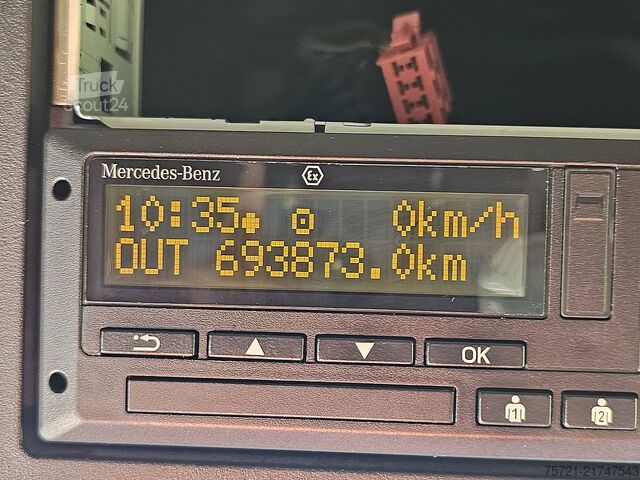 Truck
Scout24
Mercedes-Benz
Ex
10:35 0km/h
OUT 693873.0km
OK
1
2
75721-21747543